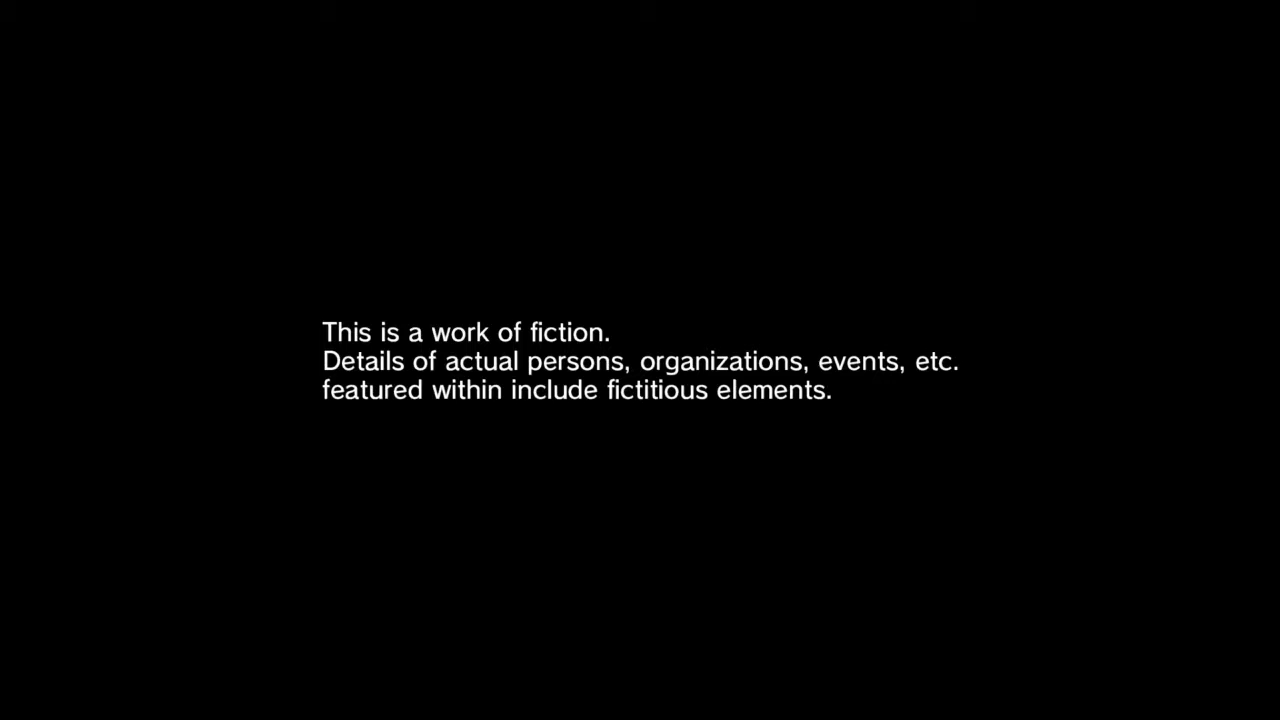 This is a work of fiction.
Details of actual persons, organizations, events, etc.
featured within include fictitious elements.